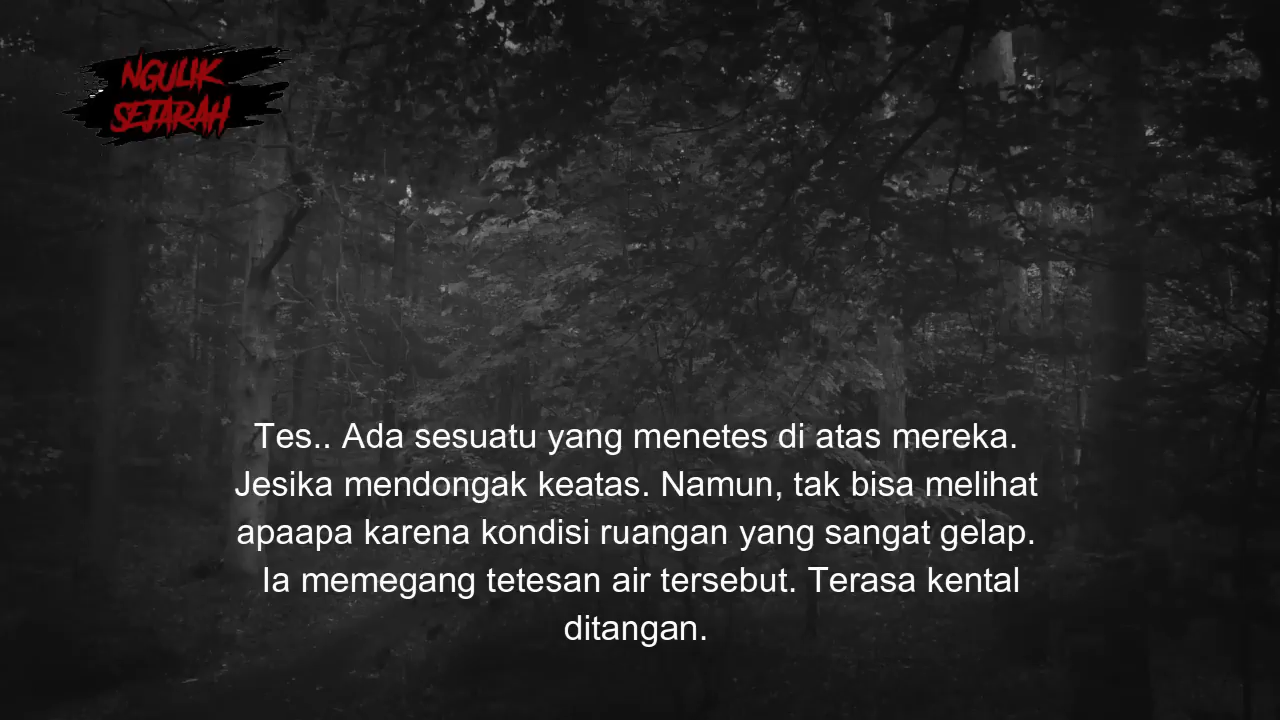 NGULIK
SEJARAH
Tes.. Ada sesuatu yang menetes di atas mereka.
Jesika mendongak keatas. Namun, tak bisa melihat
apaapa karena kondisi ruangan yang sangat gelap.
Ia memegang tetesan air tersebut. Terasa kental
ditangan.